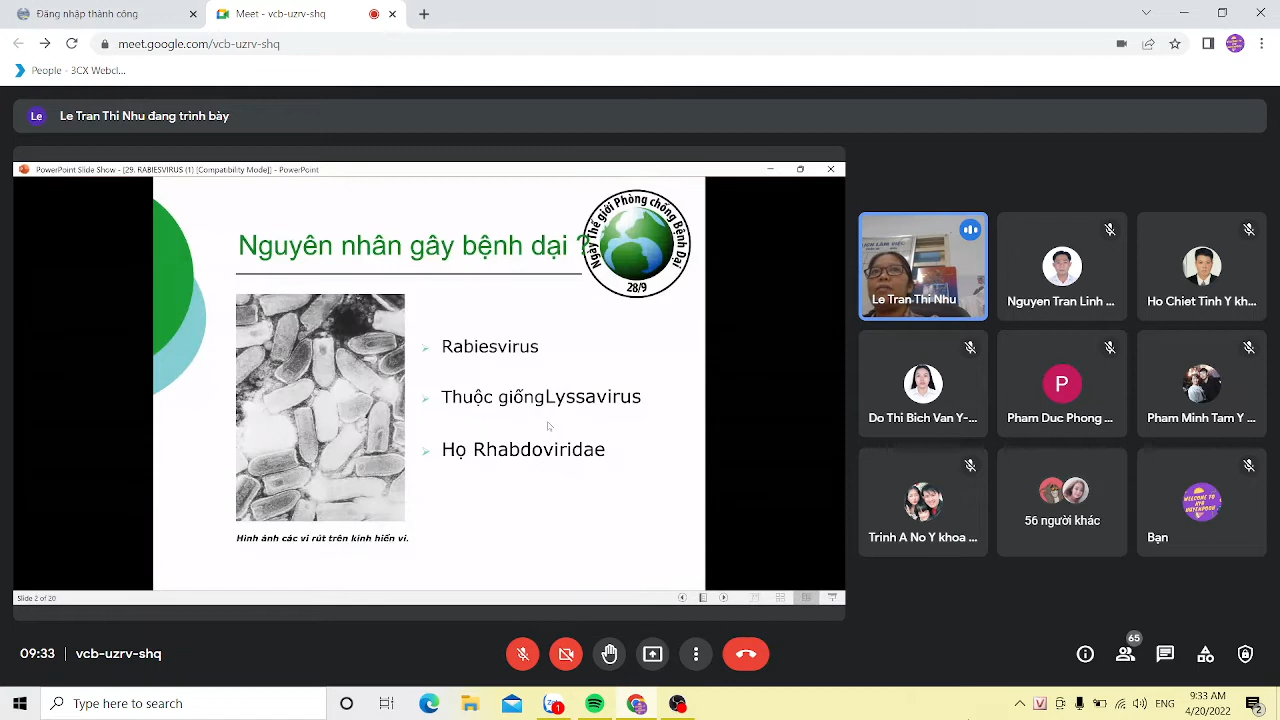 Đăng nhập thành công
Meet - vcb-uzrv-shq
meet.google.com/vcb-uzrv-shq
People - 3CX Webcl...
Le
Le Tran Thi Nhu đang trình bày
PowerPoint Slide Show - [29. RABIESVIRUS (1) [Compatibility Mode]] - PowerPoint
Nguyên nhân gây bệnh dại ?
Ngày Thế giới Phòng chống Bệnh Dại
28/9
Rabiesvirus
Thuộc giốngLyssavirus
Họ Rhabdoviridae
Hình ảnh các vi rút trên kính hiển vi.
Slide 2 of 20
Le Tran Thi Nhu
Nguyen Tran Linh ...
Ho Chiet Tinh Y kh...
Do Thi Bich Van Y-...
P
Pham Duc Phong ...
Pham Minh Tam Y ...
Trinh A No Y khoa ...
56 người khác
WELCOME TO
Bạn
09:33 | vcb-uzrv-shq
65
Type here to search
1
ENG
9:33 AM
4/20/2022
2